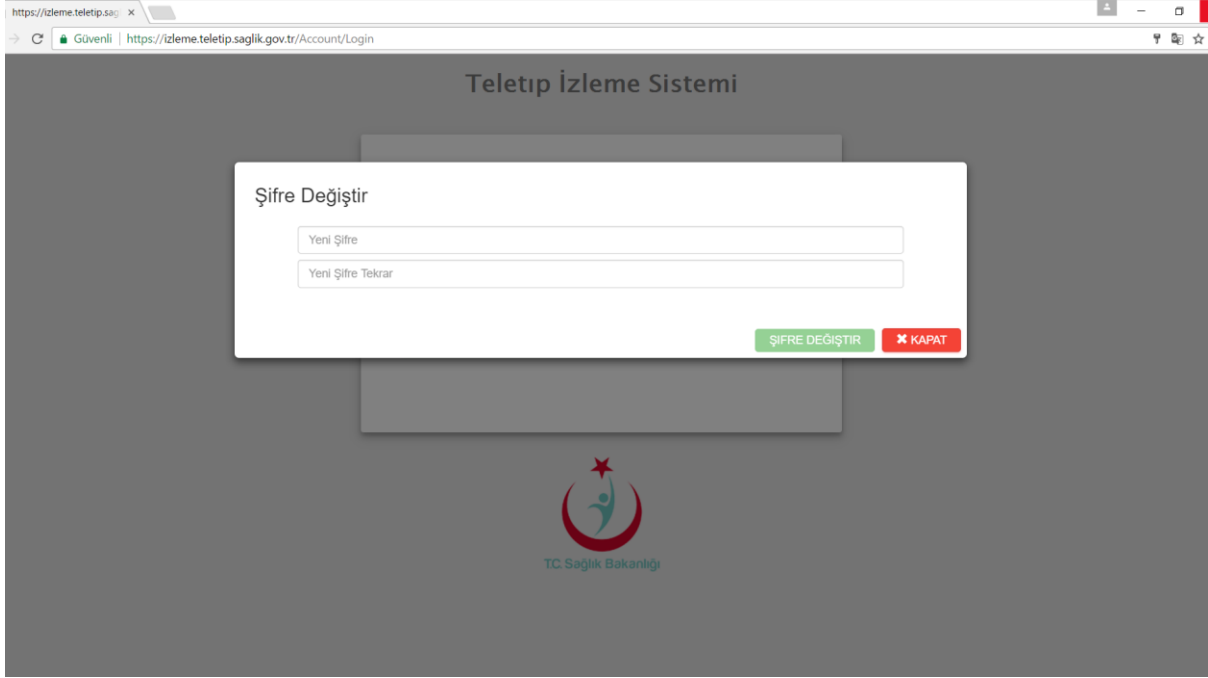 https://izleme.teletip.sag
Güvenli | https://izleme.teletip.saglik.gov.tr/Account/Login
Teletıp İzleme Sistemi
Şifre Değiştir
Yeni Şifre
Yeni Şifre Tekrar
ŞIFRE DEĞIŞTIR
KAPAT
T.C. Sağlık Bakanlığı